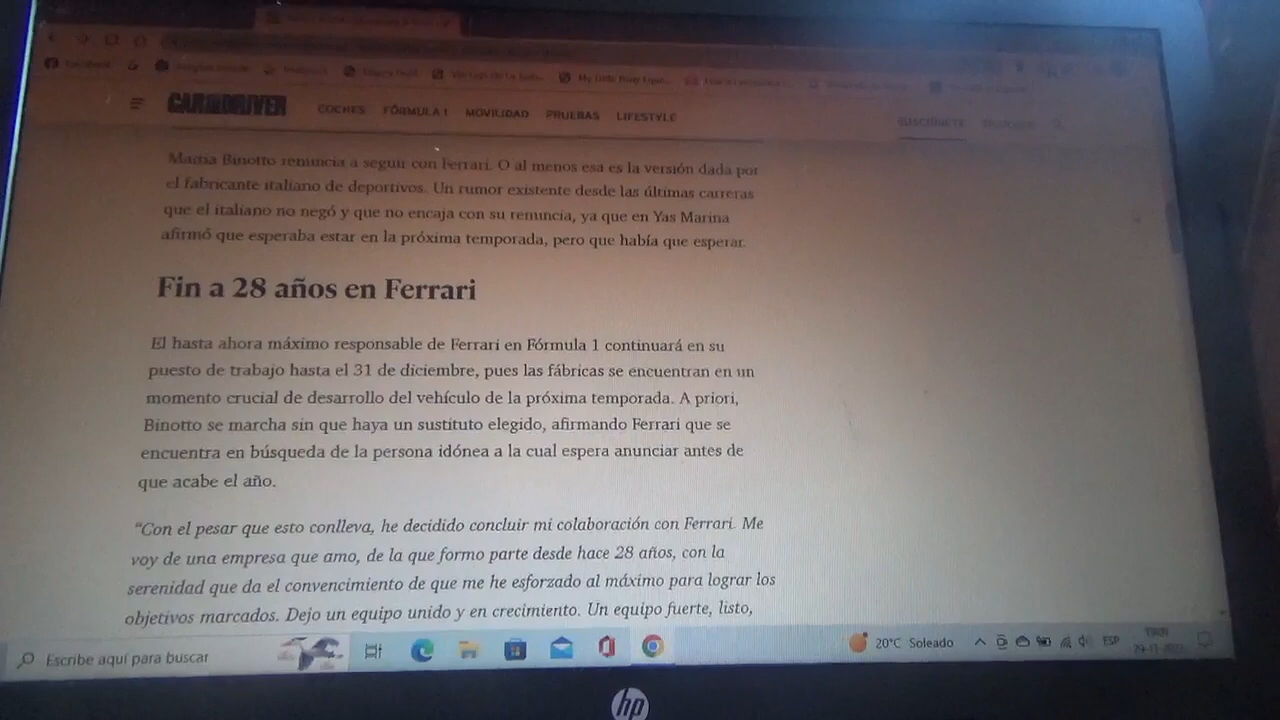 Facebook
CAR AND DRIVER
COCHES FÓRMULA 1 MOVILIDAD PRUEBAS LIFESTYLE
SUSCRÍBETE
Mattia Binotto renuncia a seguir con Ferrari. O al menos esa es la versión dada por
el fabricante italiano de deportivos. Un rumor existente desde las últimas carreras
que el italiano no negó y que no encaja con su renuncia, ya que en Yas Marina
afirmó que esperaba estar en la próxima temporada, pero que había que esperar.
Fin a 28 años en Ferrari
El hasta ahora máximo responsable de Ferrari en Fórmula 1 continuará en su
puesto de trabajo hasta el 31 de diciembre, pues las fábricas se encuentran en un
momento crucial de desarrollo del vehículo de la próxima temporada. A priori,
Binotto se marcha sin que haya un sustituto elegido, afirmando Ferrari que se
encuentra en búsqueda de la persona idónea a la cual espera anunciar antes de
que acabe el año.
“Con el pesar que esto conlleva, he decidido concluir mi colaboración con Ferrari. Me
voy de una empresa que amo, de la que formo parte desde hace 28 años, con la
serenidad que da el convencimiento de que me he esforzado al máximo para lograr los
objetivos marcados. Dejo un equipo unido y en crecimiento. Un equipo fuerte, listo,
Escribe aquí para buscar
20°C Soleado
ESP
hp